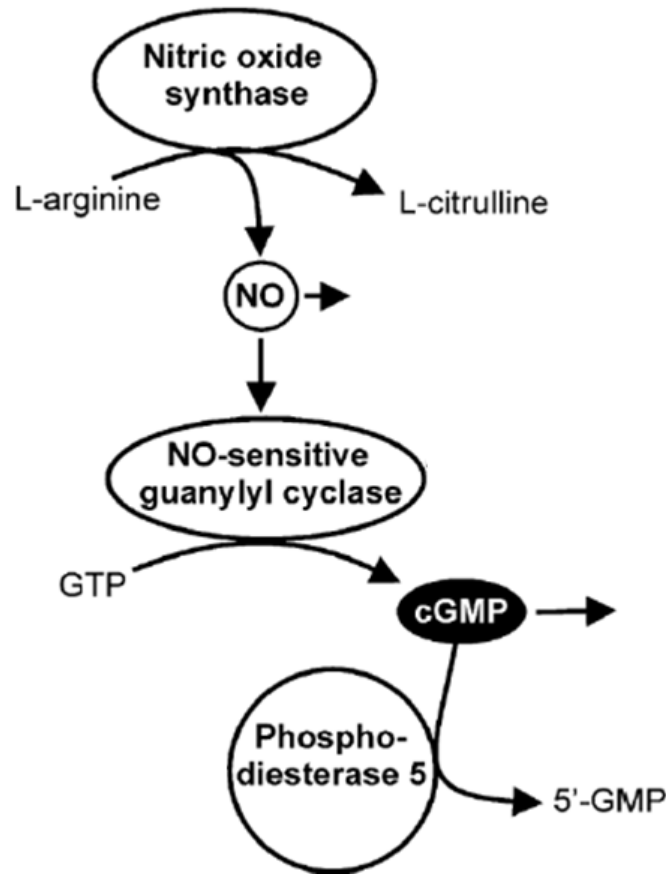 Nitric oxide
synthase
L-arginine
L-citrulline
NO
NO-sensitive
guanylyl cyclase
GTP
cGMP
Phospho-
diesterase 5
5'-GMP